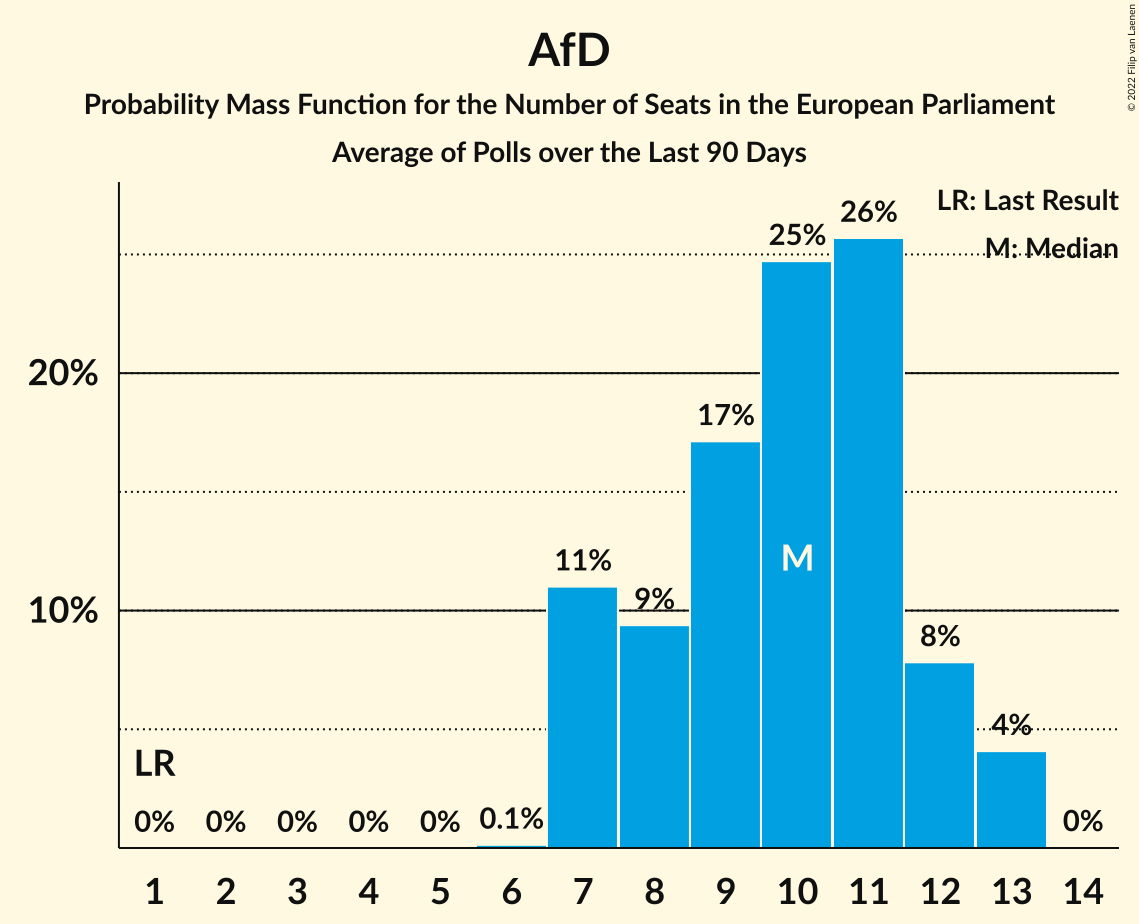 AfD
Probability Mass Function for the Number of Seats in the European Parliament
Average of Polls over the Last 90 Days
© 2022 Filip van Laenen
LR: Last Result
M: Median
26%
25%
20%
17%
M
11%
9%
10%
8%
4%
LR
0% 0% 0% 0% 0% 0.1% 0%
1 2 3 4 5 6 7 8 9 10 11 12 13 14